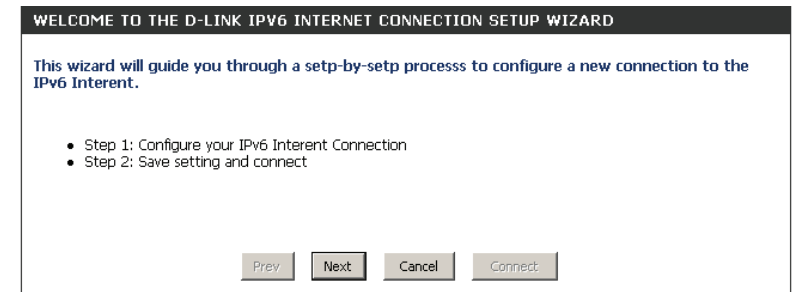 WELCOME TO THE D-LINK IPV6 INTERNET CONNECTION SETUP WIZARD
This wizard will guide you through a setp-by-setp processs to configure a new connection to the
IPv6 Interent.
• Step 1: Configure your IPv6 Interent Connection
• Step 2: Save setting and connect
Prev Next Cancel Connect